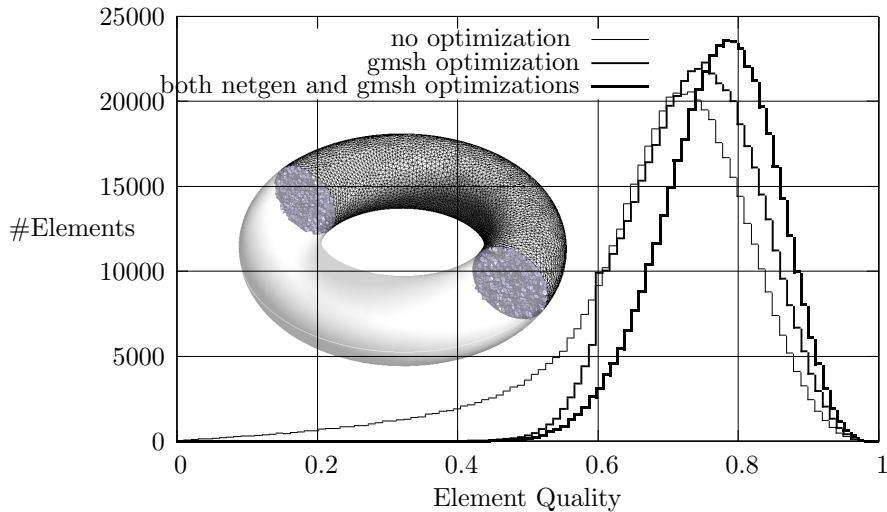 25000
no optimization
gmsh optimization
both netgen and gmsh optimizations
20000
15000
#Elements
10000
5000
0
0 0.2 0.4 0.6 0.8 1
Element Quality